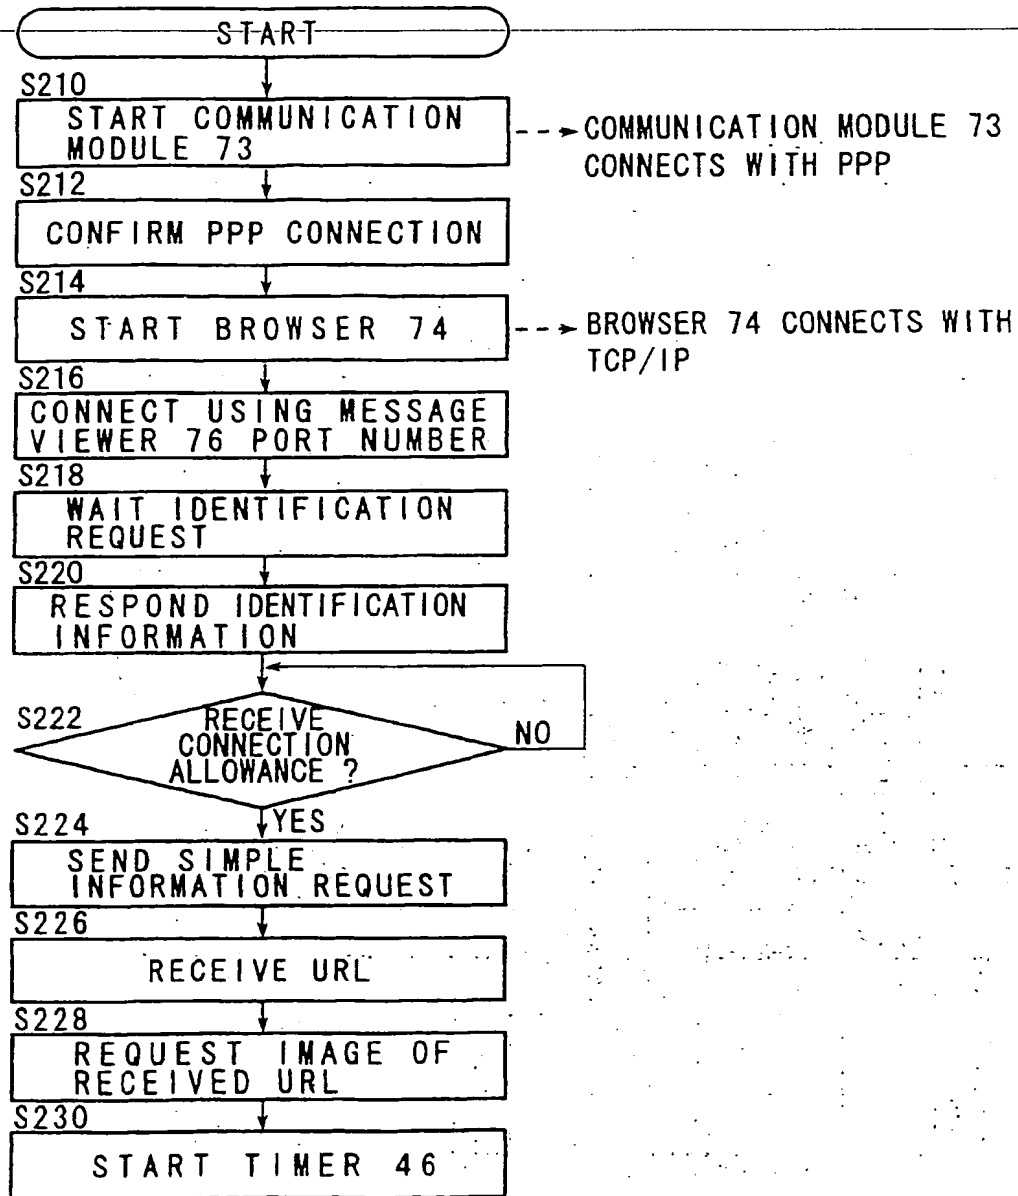 START
S210
START COMMUNICATION
MODULE 73
COMMUNICATION MODULE 73
CONNECTS WITH PPP
S212
CONFIRM PPP CONNECTION
S214
START BROWSER 74
BROWSER 74 CONNECTS WITH
TCP/IP
S216
CONNECT USING MESSAGE
VIEWER 76 PORT NUMBER
S218
WAIT IDENTIFICATION
REQUEST
S220
RESPOND IDENTIFICATION
INFORMATION
S222
RECEIVE
CONNECTION
ALLOWANCE ?
NO
YES
S224
SEND SIMPLE
INFORMATION REQUEST
S226
RECEIVE URL
S228
REQUEST IMAGE OF
RECEIVED URL
S230
START TIMER 46